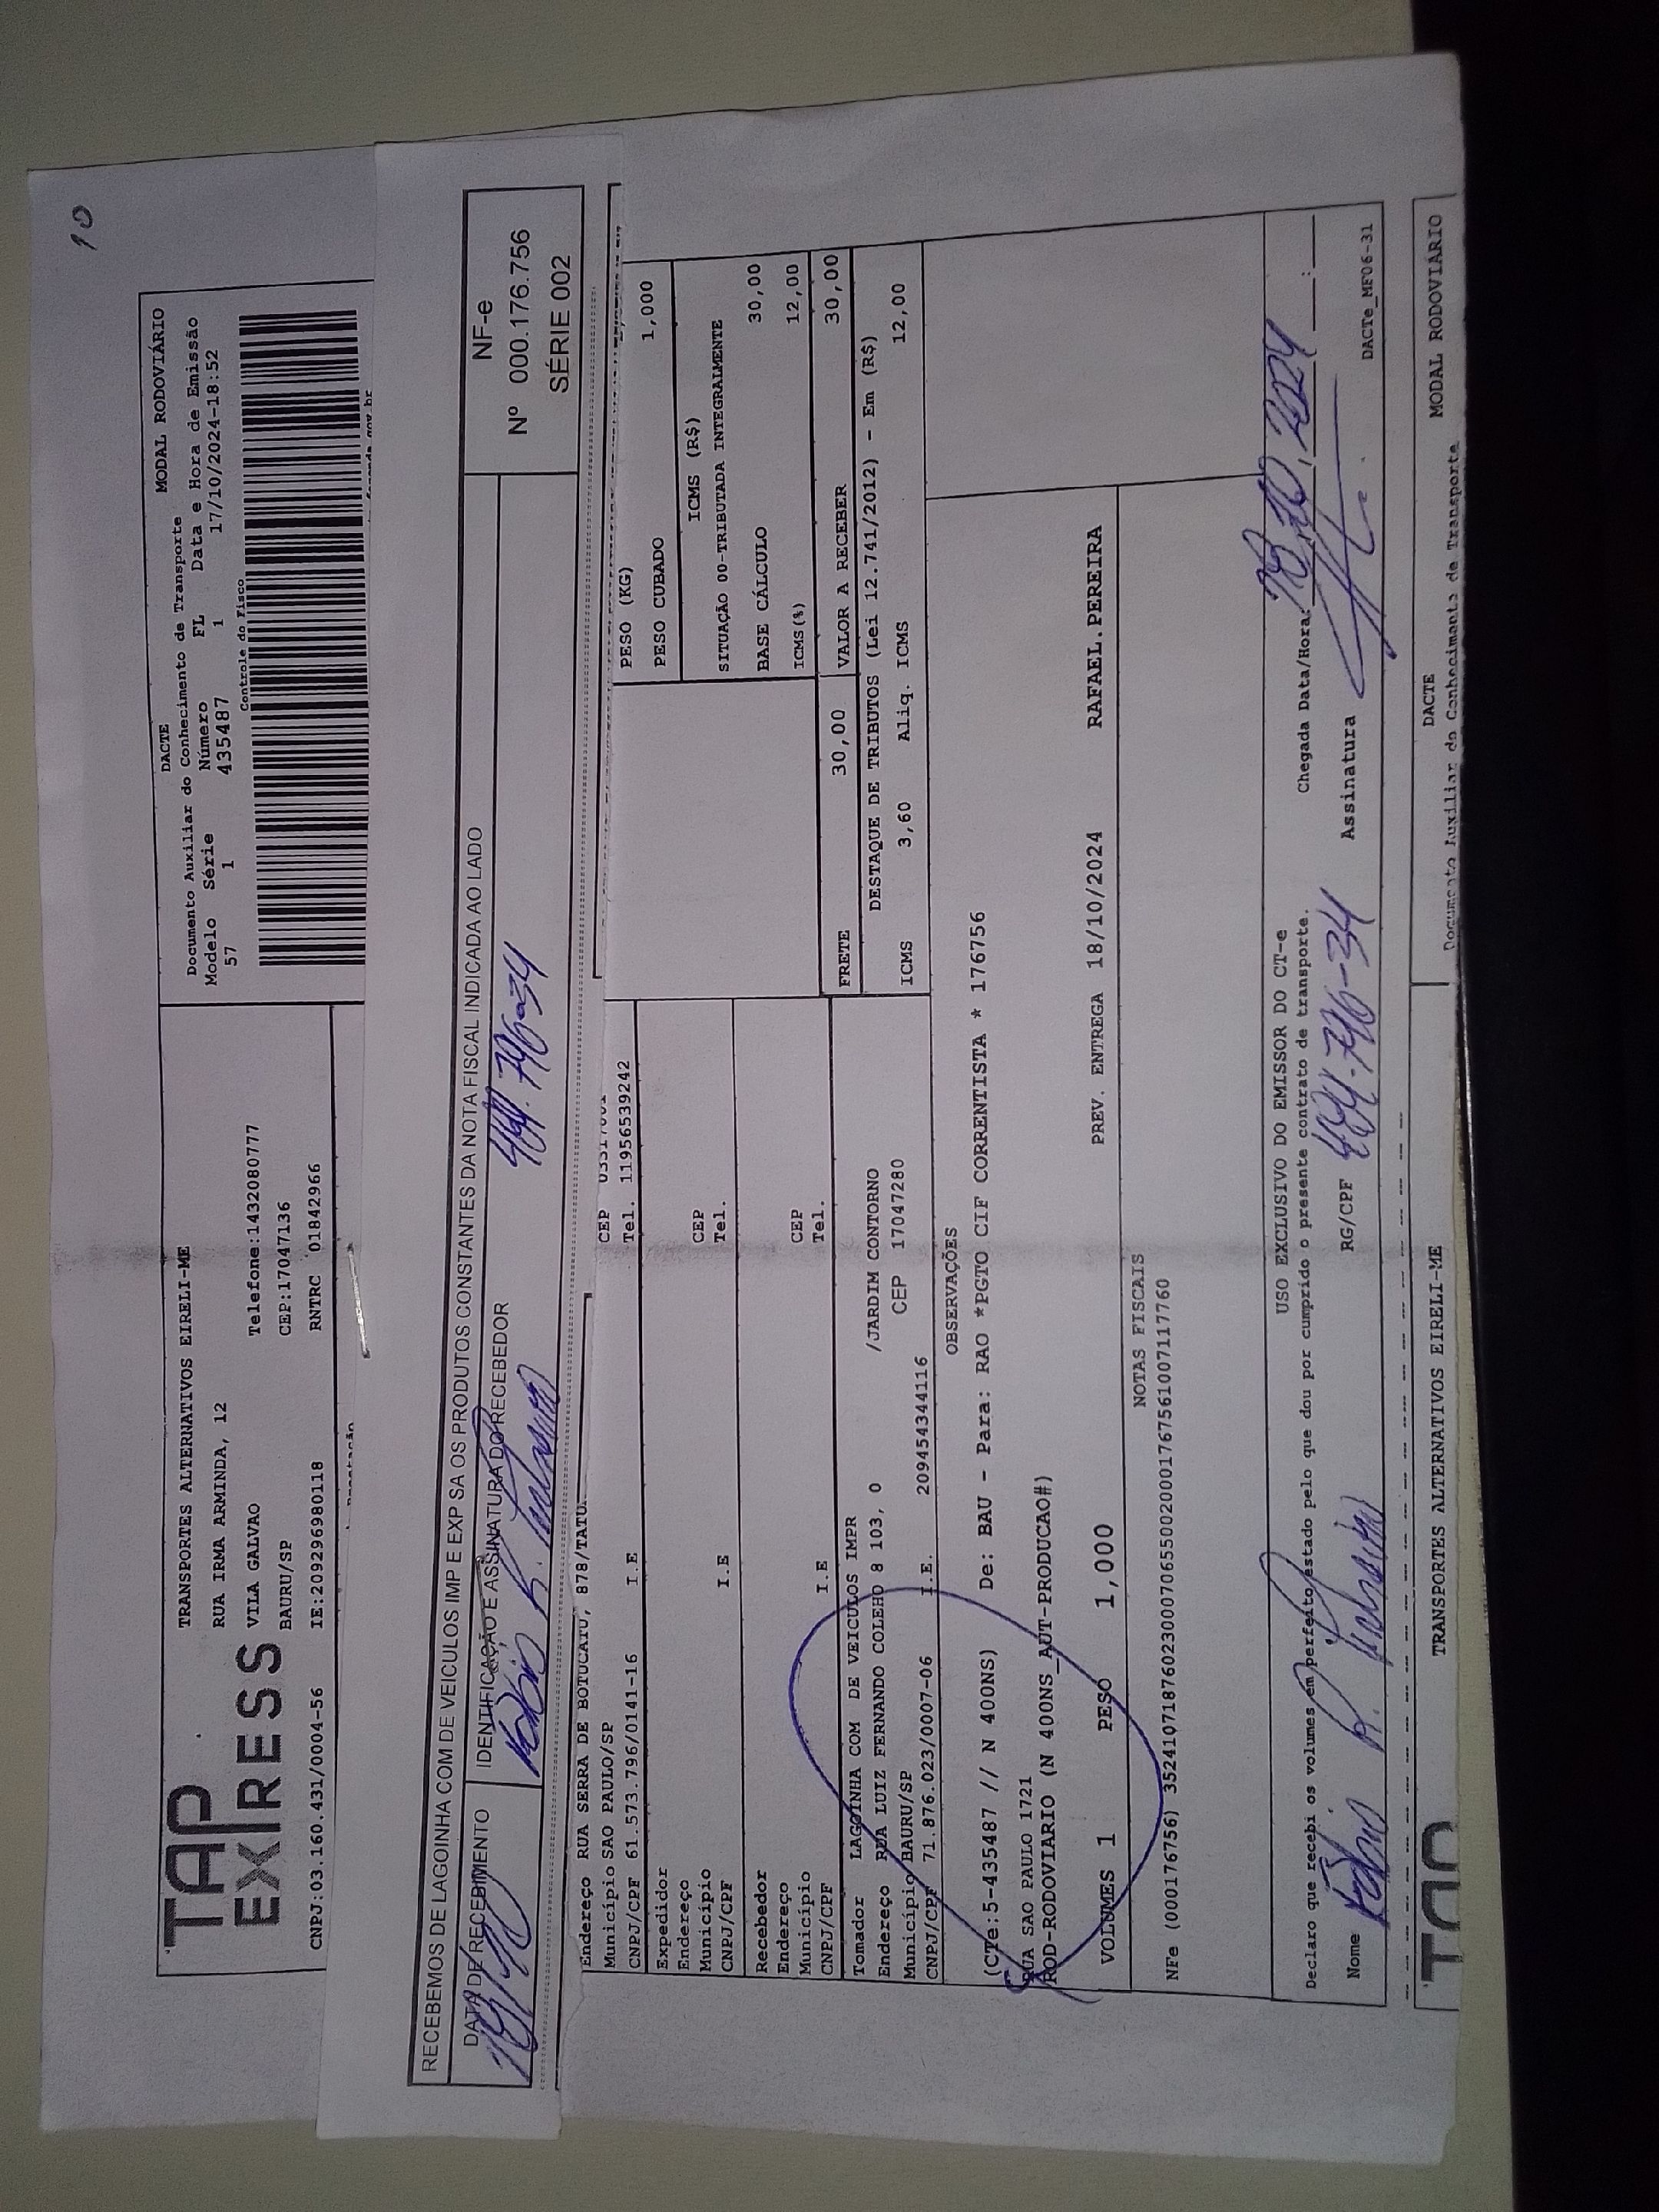 10
TAP EXPRESS
TRANSPORTES ALTERNATIVOS EIRELI-ME
RUA IRMA ARMINDA, 12
VILA GALVAO Telefone:1432080777
BAURU/SP CEP:17047136
CNPJ:03.160.431/0004-56 IE:209296980118 RNTRC 01842966
DACTE MODAL RODOVIÁRIO
Documento Auxiliar do Conhecimento de Transporte
Modelo Série Número FL Data e Hora de Emissão
57 1 435487 1 17/10/2024-18:52
Controle do Fisco
RECEBEMOS DE LAGOINHA COM DE VEICULOS IMP E EXP SA OS PRODUTOS CONSTANTES DA NOTA FISCAL INDICADA AO LADO
DATA DE RECEBIMENTO IDENTIFICAÇÃO E ASSINATURA DO RECEBEDOR
18/10
NF-e
Nº 000.176.756
SÉRIE 002
Endereço RUA SERRA DE BOTUCATU, 878/TATU
Município SAO PAULO/SP CEP
CNPJ/CPF 61.573.796/0141-16 I.E Tel. 11956539242
Expedidor
Endereço
Município CEP
CNPJ/CPF I.E Tel.
Recebedor
Endereço
Município CEP
CNPJ/CPF I.E Tel.
PESO (KG)
PESO CUBADO 1,000
ICMS (R$)
SITUAÇÃO 00-TRIBUTADA INTEGRALMENTE
BASE CÁLCULO 30,00
ICMS(%) 12,00
FRETE 30,00 VALOR A RECEBER 30,00
Tomador LAGOINHA COM DE VEICULOS IMPR
Endereço RUA LUIZ FERNANDO COLEHO 8 103, 0 /JARDIM CONTORNO
Município BAURU/SP CEP 17047280
CNPJ/CPF 71.876.023/0007-06 I.E. 209454344116
DESTAQUE DE TRIBUTOS (Lei 12.741/2012) - Em (R$)
ICMS 3,60 Aliq. ICMS 12,00
OBSERVAÇÕES
(CTe:5-435487 // N 400NS) De: BAU - Para: RAO *PGTO CIF CORRENTISTA * 176756
RUA SAO PAULO 1721
ROD-RODOVIARIO (N 400NS_AUT-PRODUCAO#)
VOLUMES 1 PESO 1,000 PREV. ENTREGA 18/10/2024 RAFAEL.PEREIRA
NOTAS FISCAIS
NFe (000176756) 35241071876023000706550020001767561007117760
USO EXCLUSIVO DO EMISSOR DO CT-e
Declaro que recebi os volumes em perfeito estado pelo que dou por cumprido o presente contrato de transporte.
Chegada Data/Hora: 18,10,2024 :
Nome RG/CPF Assinatura
DACTe_MF06-31
TRANSPORTES ALTERNATIVOS EIRELI-ME
DACTE MODAL RODOVIÁRIO
Documento Auxiliar do Conhecimento de Transporte